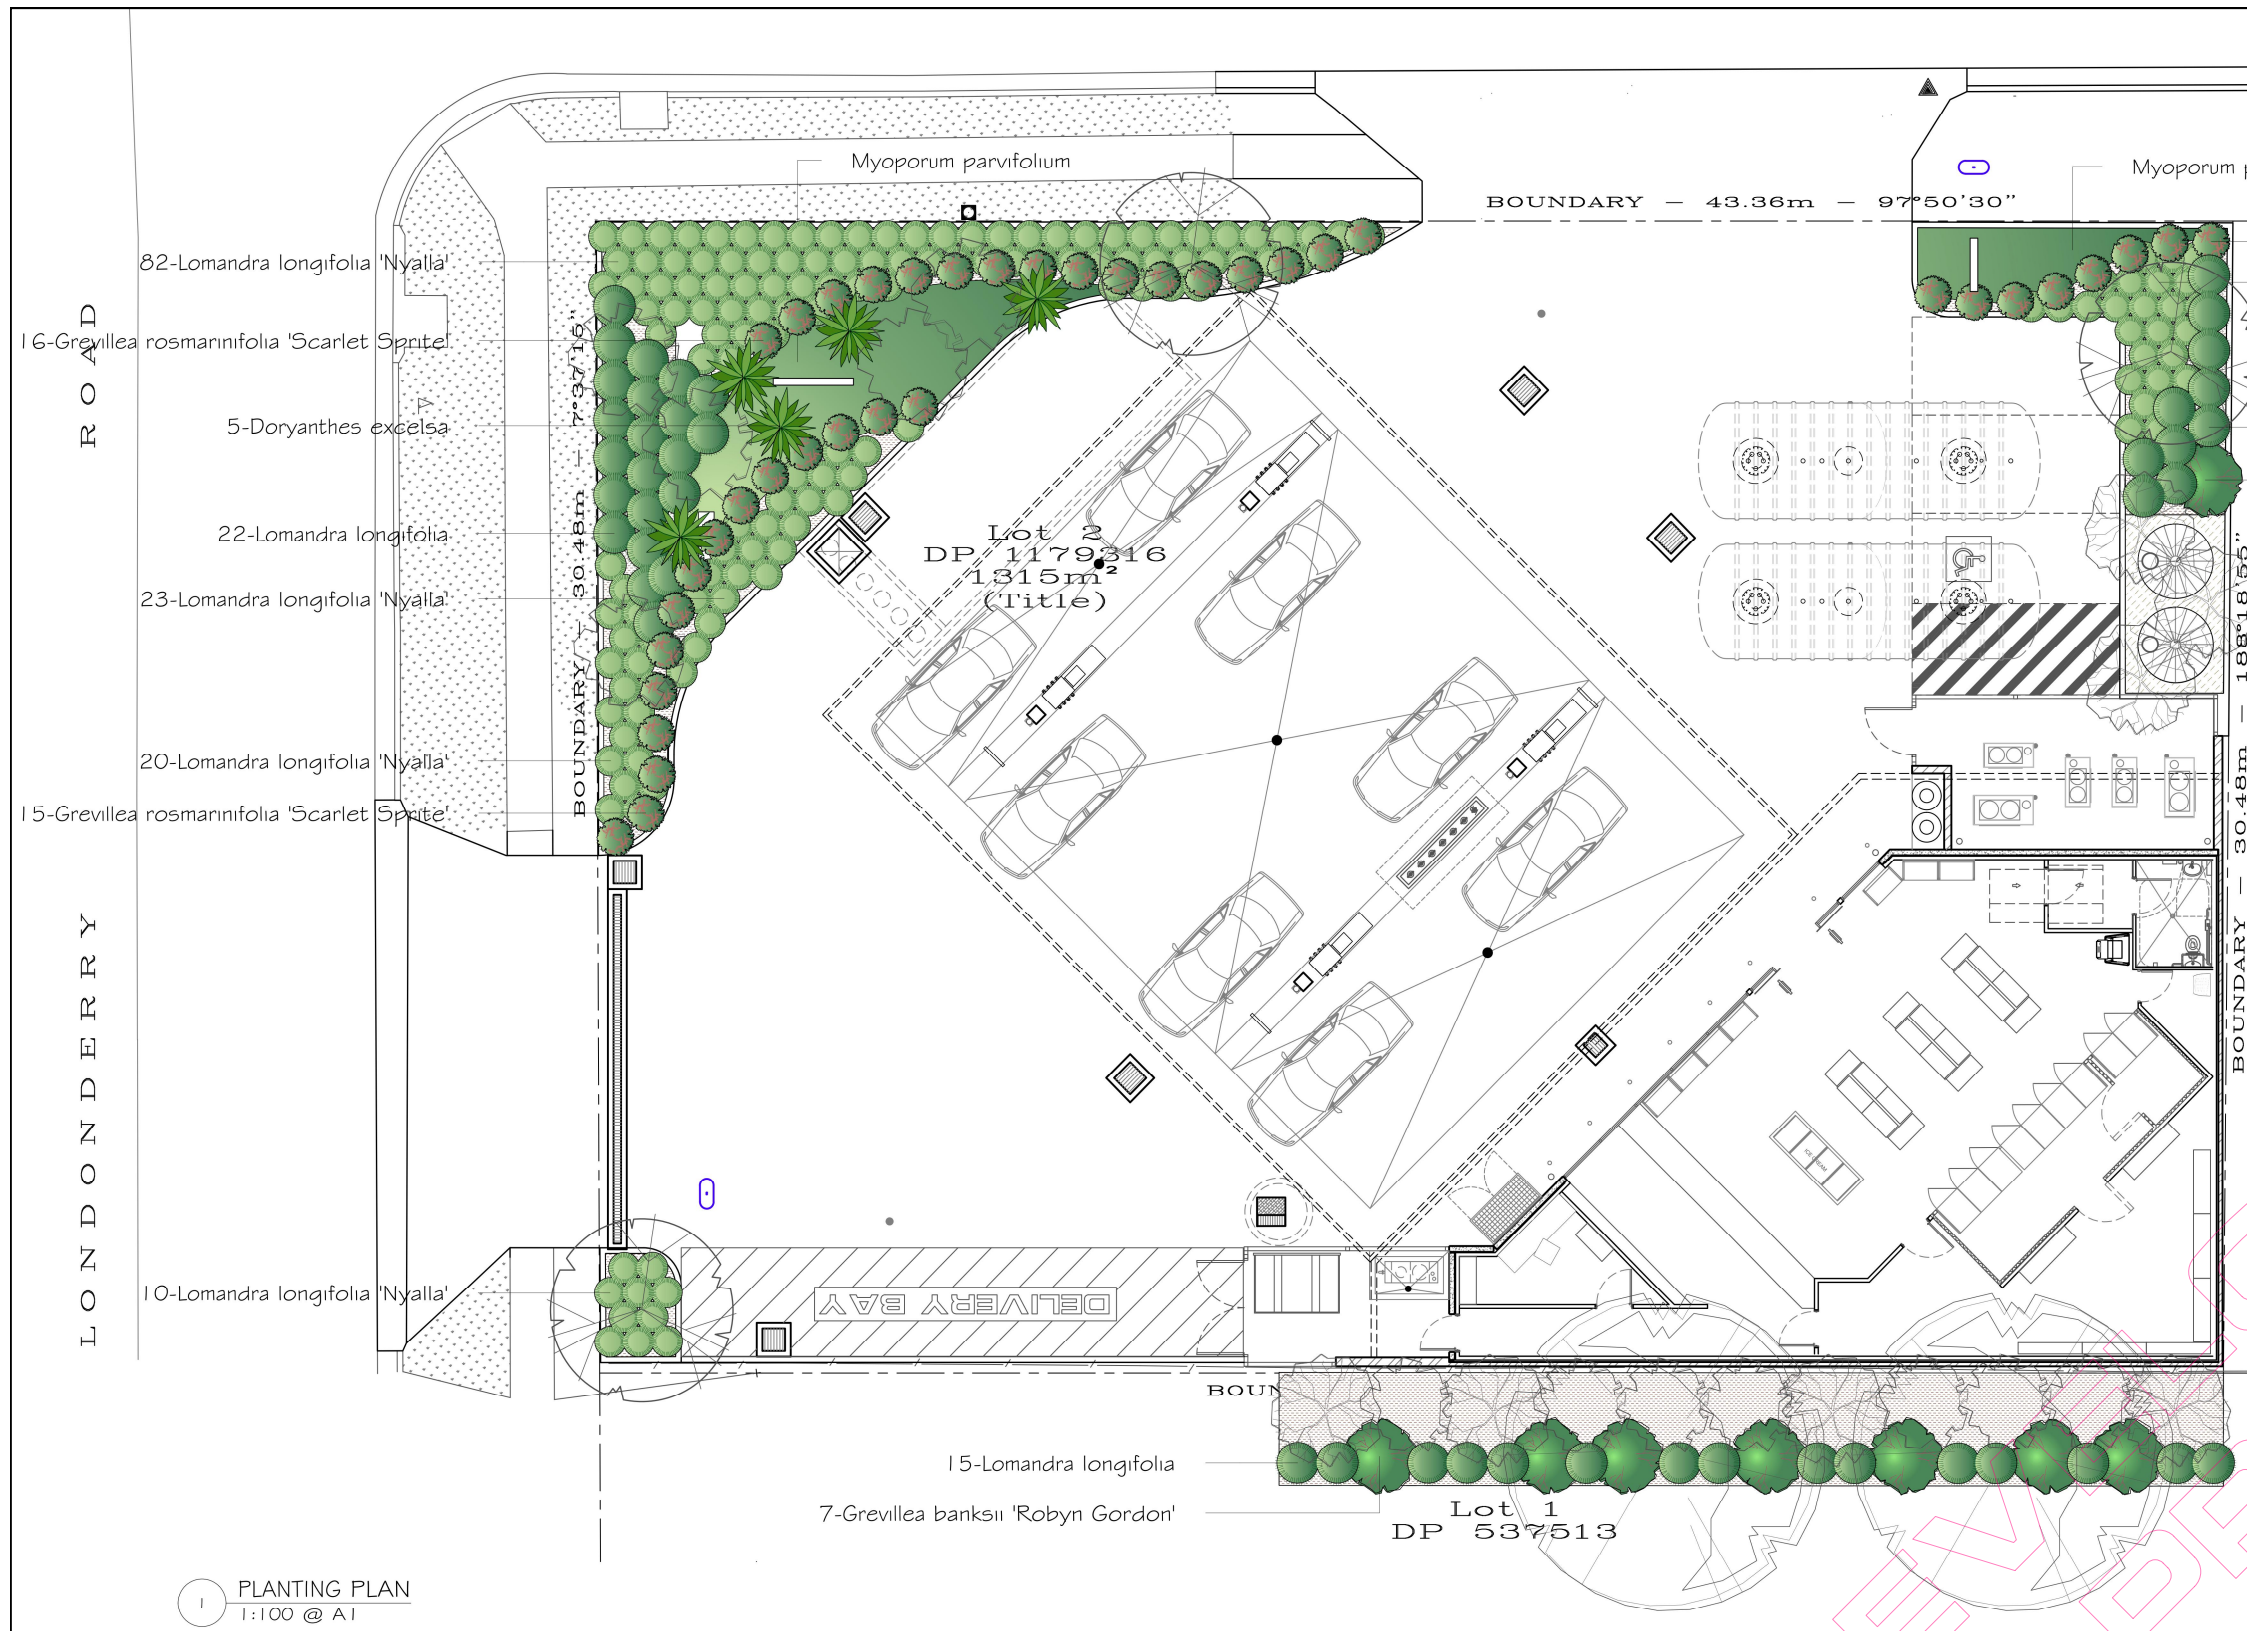 Myoporum parvifolium
Myoporum p
BOUNDARY – 43.36m – 97°50'30"
82-Lomandra longifolia 'Nyalla'
16-Grevillea rosmarinifolia 'Scarlet Sprite'
5-Doryanthes excelsa
22-Lomandra longifolia
23-Lomandra longifolia 'Nyalla'
20-Lomandra longifolia 'Nyalla'
15-Grevillea rosmarinifolia 'Scarlet Sprite'
10-Lomandra longifolia 'Nyalla'
LONDONDERRY ROAD
BOUNDARY – 30.48m – 7°37'15"
Lot 2
DP 1179316
1315m²
(Title)
BOUNDARY – 30.48m – 188°18'55"
ICE CREAM
DELIVERY BAY
BOUN
15-Lomandra longifolia
7-Grevillea banksii 'Robyn Gordon'
Lot 1
DP 537513
1
PLANTING PLAN
1:100 @ A1